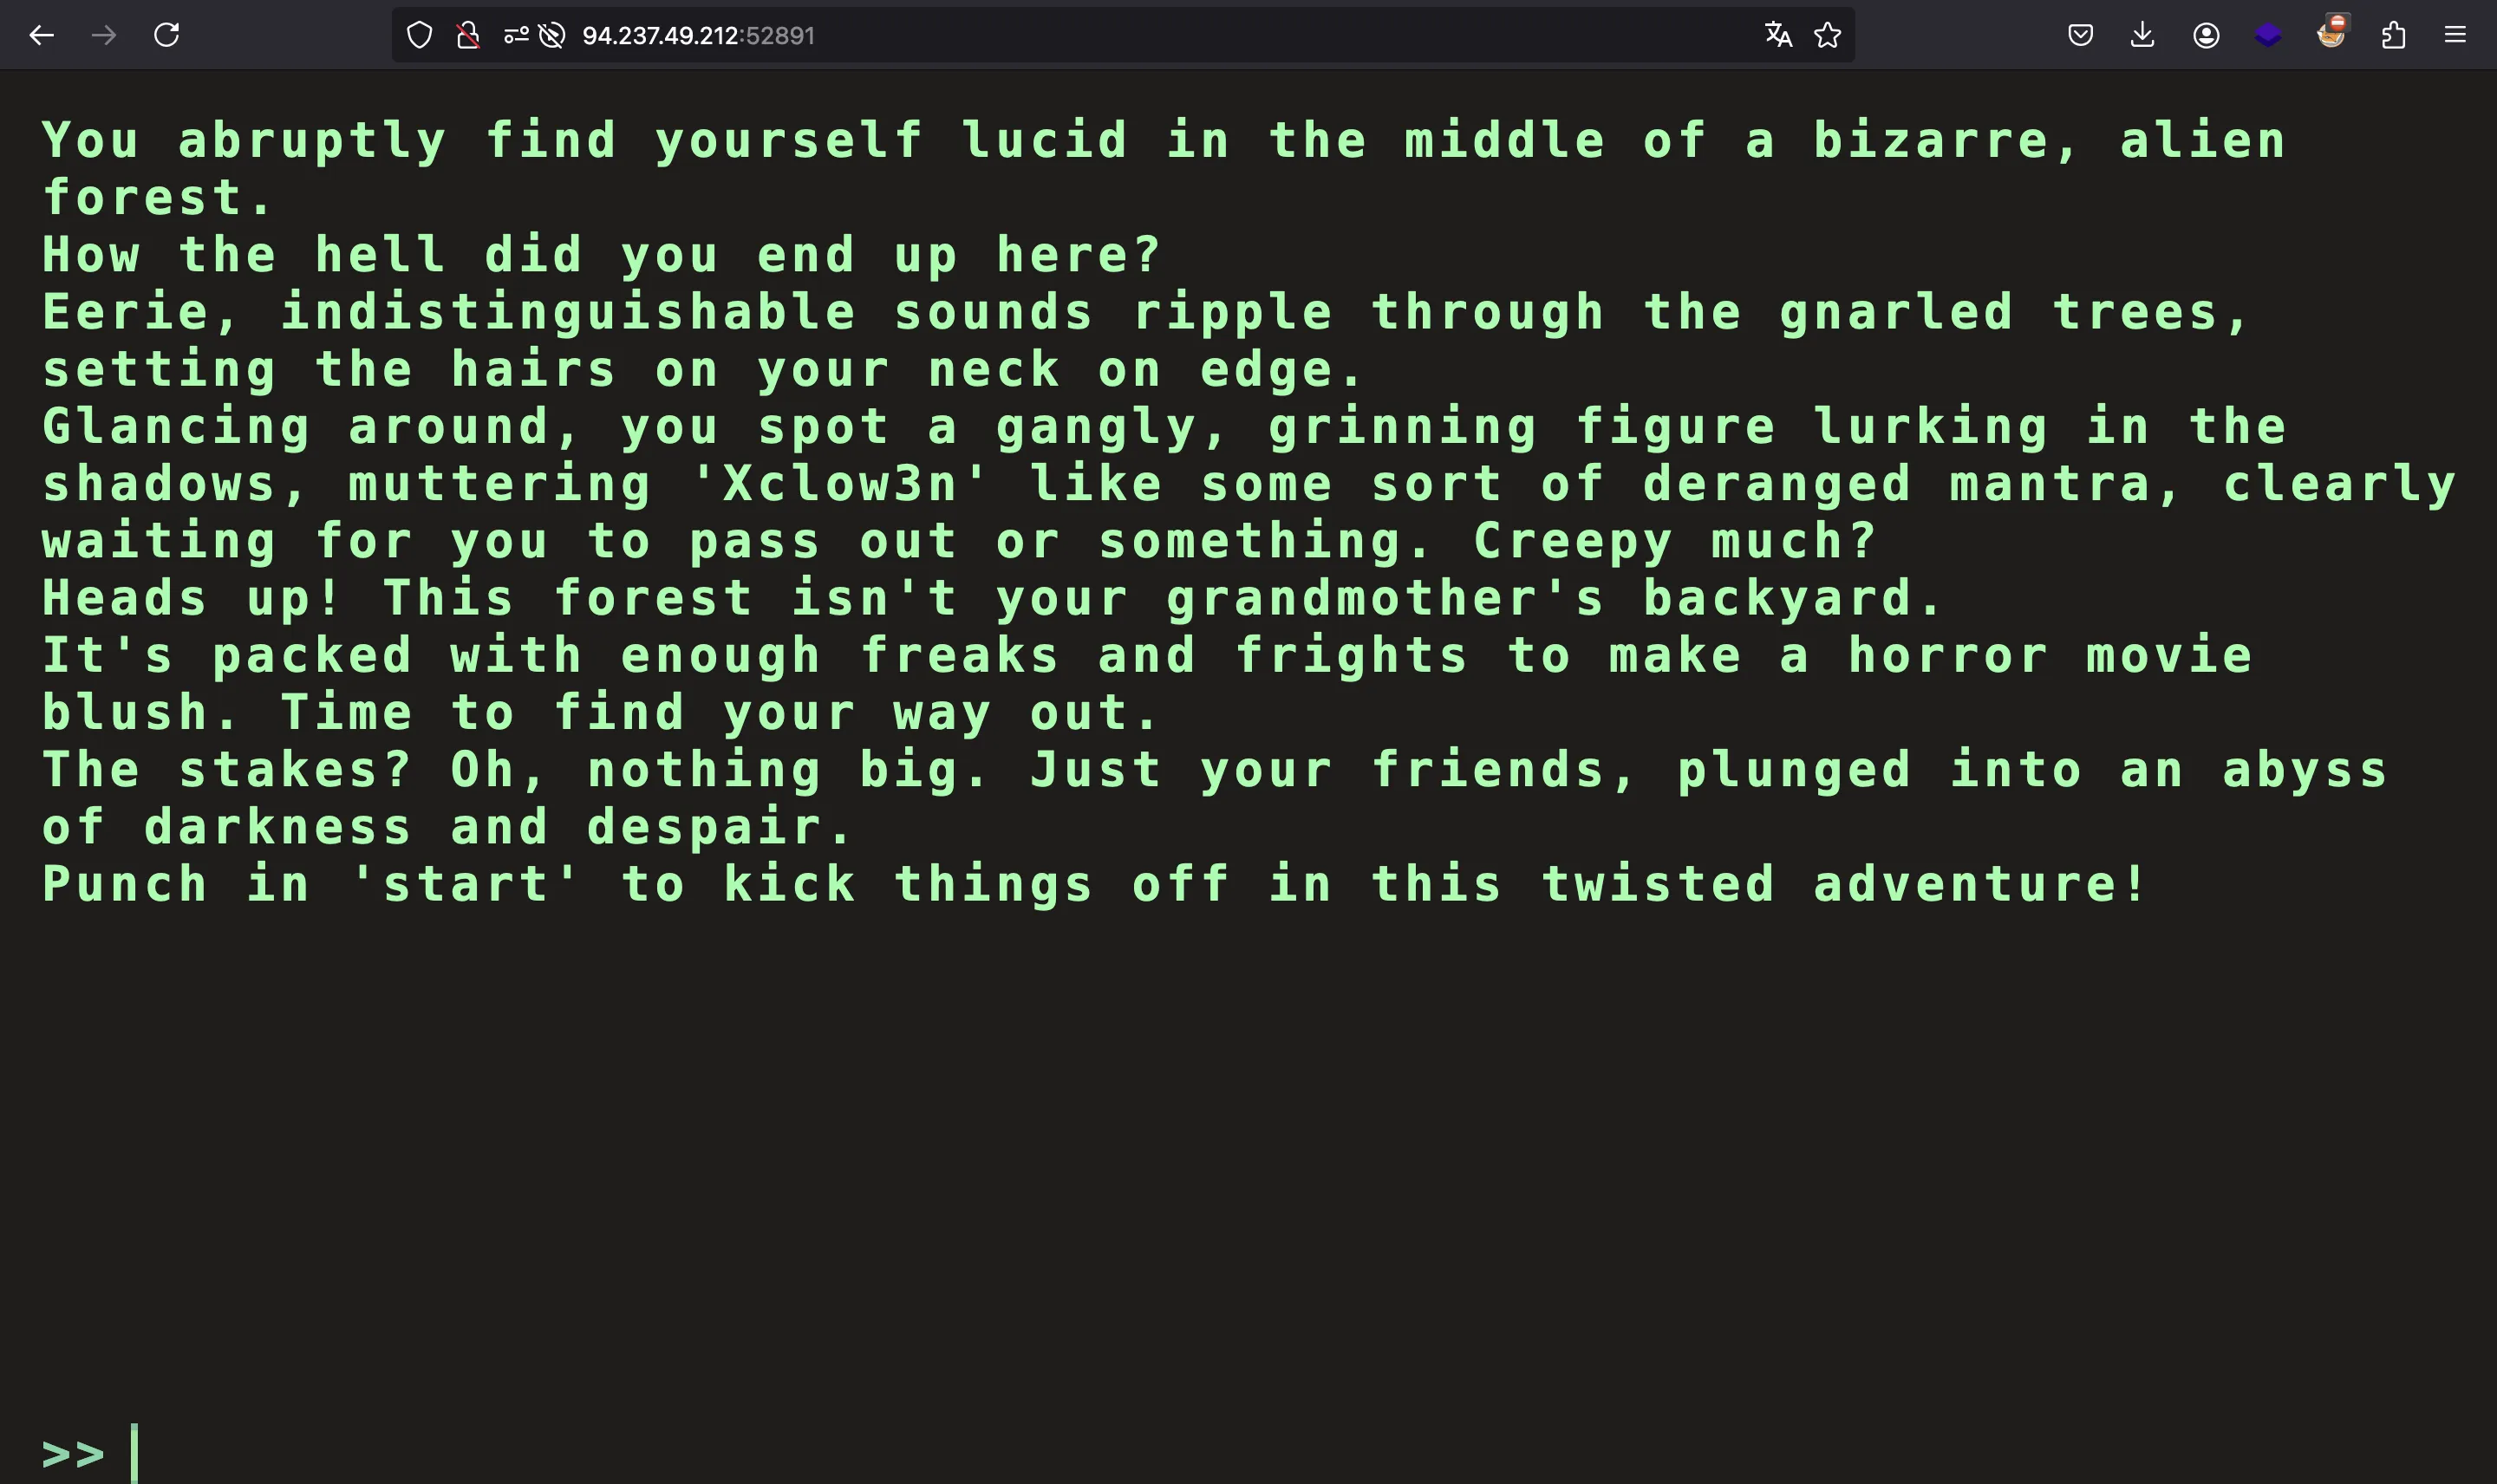 94.237.49.212:52891
You abruptly find yourself lucid in the middle of a bizarre, alien
forest.
How the hell did you end up here?
Eerie, indistinguishable sounds ripple through the gnarled trees,
setting the hairs on your neck on edge.
Glancing around, you spot a gangly, grinning figure lurking in the
shadows, muttering 'Xclow3n' like some sort of deranged mantra, clearly
waiting for you to pass out or something. Creepy much?
Heads up! This forest isn't your grandmother's backyard.
It's packed with enough freaks and frights to make a horror movie
blush. Time to find your way out.
The stakes? Oh, nothing big. Just your friends, plunged into an abyss
of darkness and despair.
Punch in 'start' to kick things off in this twisted adventure!
>>